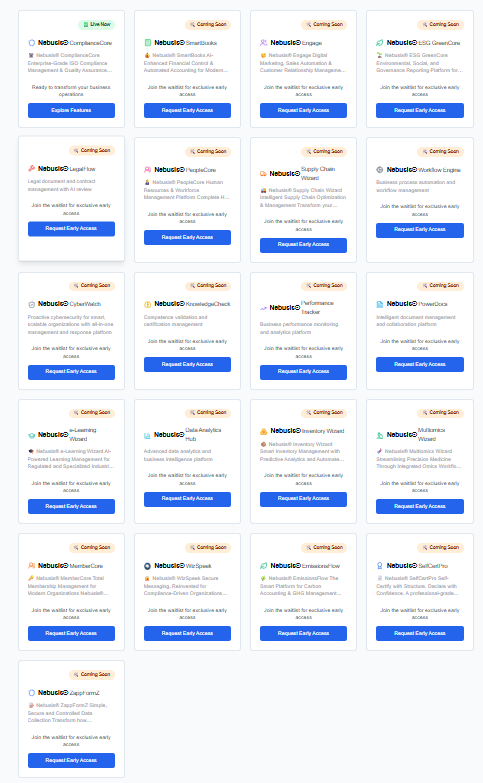 Live Now
Nebusis® ComplianceCore
Nebusis® ComplianceCore
Enterprise-Grade ISO Compliance
Management & Quality Assurance...
Ready to transform your business
operations
Explore Features
Coming Soon
Nebusis® SmartBooks
Nebusis® SmartBooks AI-
Enhanced Financial Control &
Automated Accounting for Modern...
Join the waitlist for exclusive early
access
Request Early Access
Coming Soon
Nebusis® Engage
Nebusis® Engage Digital
Marketing, Sales Automation &
Customer Relationship Manageme...
Join the waitlist for exclusive early
access
Request Early Access
Coming Soon
Nebusis® ESG GreenCore
Nebusis® ESG GreenCore
Environmental, Social, and
Governance Reporting Platform for...
Join the waitlist for exclusive early
access
Request Early Access
Coming Soon
Nebusis® LegalFlow
Legal document and contract
management with AI review
Join the waitlist for exclusive early
access
Request Early Access
Coming Soon
Nebusis® PeopleCore
Nebusis® PeopleCore Human
Resources & Workforce
Management Platform Complete H...
Join the waitlist for exclusive early
access
Request Early Access
Coming Soon
Nebusis® Supply Chain
Wizard
Nebusis® Supply Chain Wizard
Intelligent Supply Chain Optimization
& Management Transform your...
Join the waitlist for exclusive early
access
Request Early Access
Coming Soon
Nebusis® Workflow Engine
Business process automation and
workflow management
Join the waitlist for exclusive early
access
Request Early Access
Coming Soon
Nebusis® CyberWatch
Proactive cybersecurity for smart,
scalable organizations with all-in-one
management and response platform
Join the waitlist for exclusive early
access
Request Early Access
Coming Soon
Nebusis® KnowledgeCheck
Competence validation and
certification management
Join the waitlist for exclusive early
access
Request Early Access
Coming Soon
Nebusis® Performance
Tracker
Business performance monitoring
and analytics platform
Join the waitlist for exclusive early
access
Request Early Access
Coming Soon
Nebusis® PowerDocs
Intelligent document management
and collaboration platform
Join the waitlist for exclusive early
access
Request Early Access
Coming Soon
Nebusis® e-Learning
Wizard
Nebusis® e-Learning Wizard AI-
Powered Learning Management for
Regulated and Specialized Industri...
Join the waitlist for exclusive early
access
Request Early Access
Coming Soon
Nebusis® Data Analytics
Hub
Advanced data analytics and
business intelligence platform
Join the waitlist for exclusive early
access
Request Early Access
Coming Soon
Nebusis® Inventory Wizard
Nebusis® Inventory Wizard
Smart Inventory Management with
Predictive Analytics and Automate...
Join the waitlist for exclusive early
access
Request Early Access
Coming Soon
Nebusis® Multiomics
Wizard
Nebusis® Multiomics Wizard
Streamlining Precision Medicine
Through Integrated Omics Workflo...
Join the waitlist for exclusive early
access
Request Early Access
Coming Soon
Nebusis® MemberCore
Nebusis® MemberCore Total
Membership Management for
Modern Organizations Nebusis®...
Join the waitlist for exclusive early
access
Request Early Access
Coming Soon
Nebusis® WizSpeek
Nebusis® WizSpeek Secure
Messaging, Reinvented for
Compliance-Driven Organizations...
Join the waitlist for exclusive early
access
Request Early Access
Coming Soon
Nebusis® EmissionsFlow
Nebusis® EmissionsFlow The
Smart Platform for Carbon
Accounting & GHG Management...
Join the waitlist for exclusive early
access
Request Early Access
Coming Soon
Nebusis® SelfCertPro
Nebusis® SelfCertPro Self-
Certify with Structure. Declare with
Confidence. A professional-grade...
Join the waitlist for exclusive early
access
Request Early Access
Coming Soon
Nebusis® ZappFormZ
Nebusis® ZappFormZ Simple,
Secure and Controlled Data
Collection Transform how...
Join the waitlist for exclusive early
access
Request Early Access